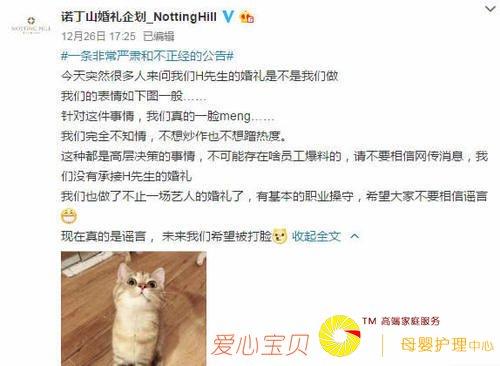 NOTTING HILL
诺丁山婚礼企划_NottingHill
12月26日 17:25 已编辑
#一条非常严肃和不正经的公告#
今天突然很多人来问我们H先生的婚礼是不是我们做
我们的表情如下图一般……
针对这件事情，我们真的一脸meng……
我们完全不知情，不想炒作也不想蹭热度。
这种都是高层决策的事情，不可能存在啥员工爆料的，请不要相信网传消息，我
们没有承接H先生的婚礼
我们也做了不止一场艺人的婚礼了，有基本的职业操守，希望大家不要相信谣言
现在真的是谣言，未来我们希望被打脸 收起全文
爱心宝贝
TM 高端家庭服务
母婴护理中心